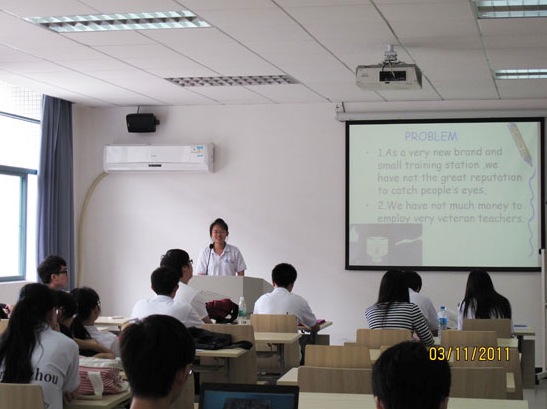 PROBLEM
• 1.As a very new brand and
small training station ,we
have not the great reputation
to catch people's eyes.
• 2.We have not much money to
employ very veteran teachers.
hou
03/11/2011